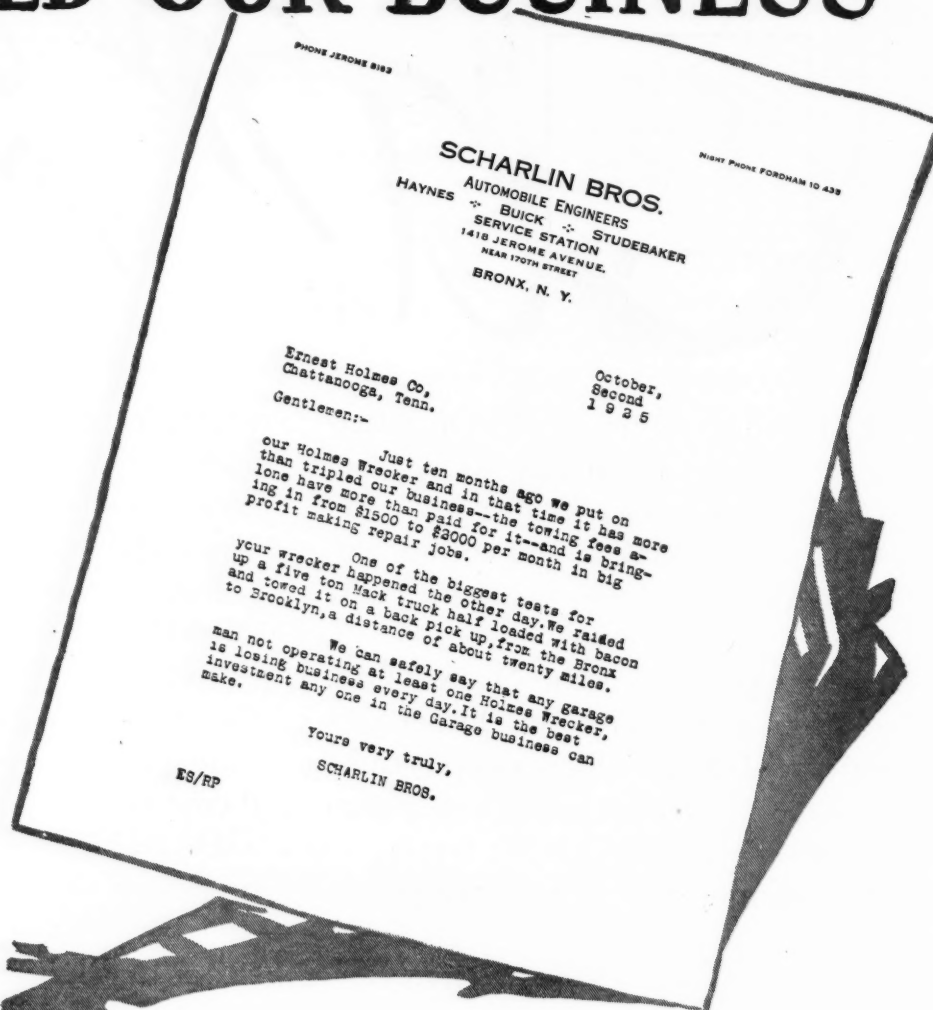 ED OUR BUSINESS
PHONE JEROME 8163
NIGHT PHONE FORDHAM 10 433
SCHARLIN BROS.
AUTOMOBILE ENGINEERS
HAYNES ÷ BUICK ÷ STUDEBAKER
SERVICE STATION
1418 JEROME AVENUE.
NEAR 170TH STREET
BRONX, N. Y.
October,
Second
1 9 2 5
Ernest Holmes Co,
Chattanooga, Tenn.
Gentlemen:-
Just ten months ago we put on
our Holmes Wrecker and in that time it has more
than tripled our business--the towing fees a-
lone have more than paid for it--and is bring-
ing in from $1500 to $2000 per month in big
profit making repair jobs.
One of the biggest tests for
your wrecker happened the other day.We raided
up a five ton Mack truck half loaded with bacon
and towed it on a back pick up,from the Bronx
to Brooklyn,a distance of about twenty miles.
We can safely say that any garage
man not operating at least one Holmes Wrecker,
is losing business every day.It is the best
investment any one in the Garage business can
make.
Yours very truly,
SCHARLIN BROS.
ES/RP